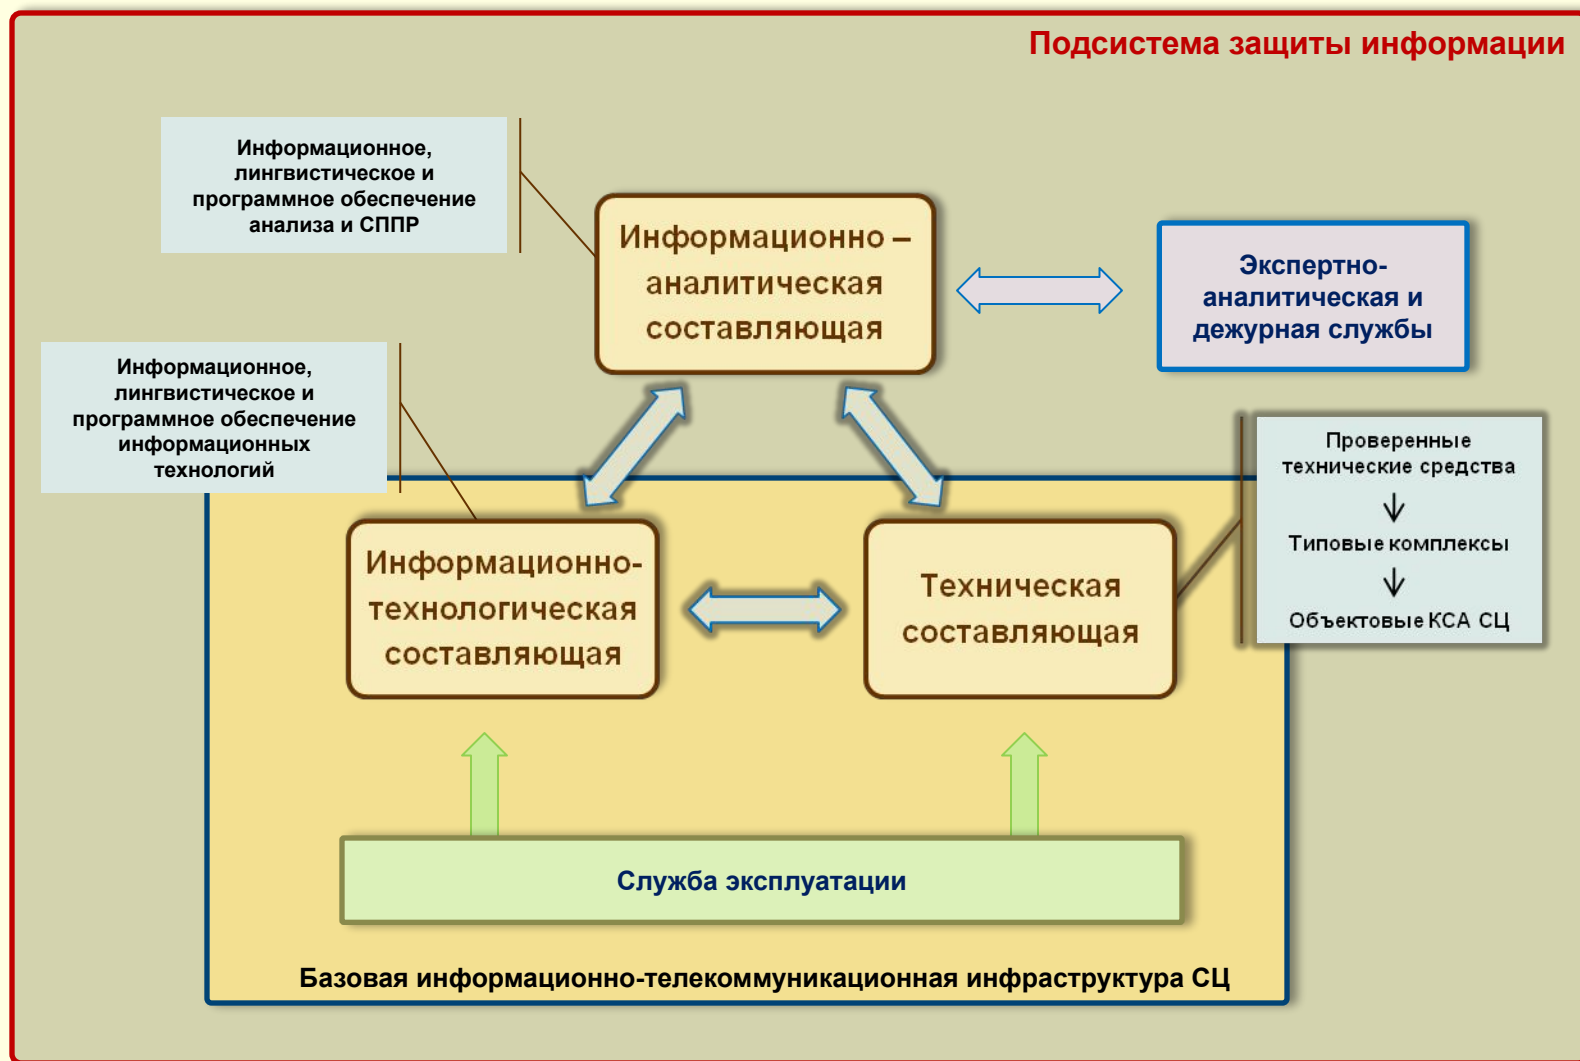 Подсистема защиты информации
Информационное,
лингвистическое и
программное обеспечение
анализа и СППР
Информационно –
аналитическая
составляющая
Экспертно-
аналитическая и
дежурная службы
Информационное,
лингвистическое и
программное обеспечение
информационных
технологий
Проверенные
технические средства
Типовые комплексы
Объектовые КСА СЦ
Информационно-
технологическая
составляющая
Техническая
составляющая
Служба эксплуатации
Базовая информационно-телекоммуникационная инфраструктура СЦ